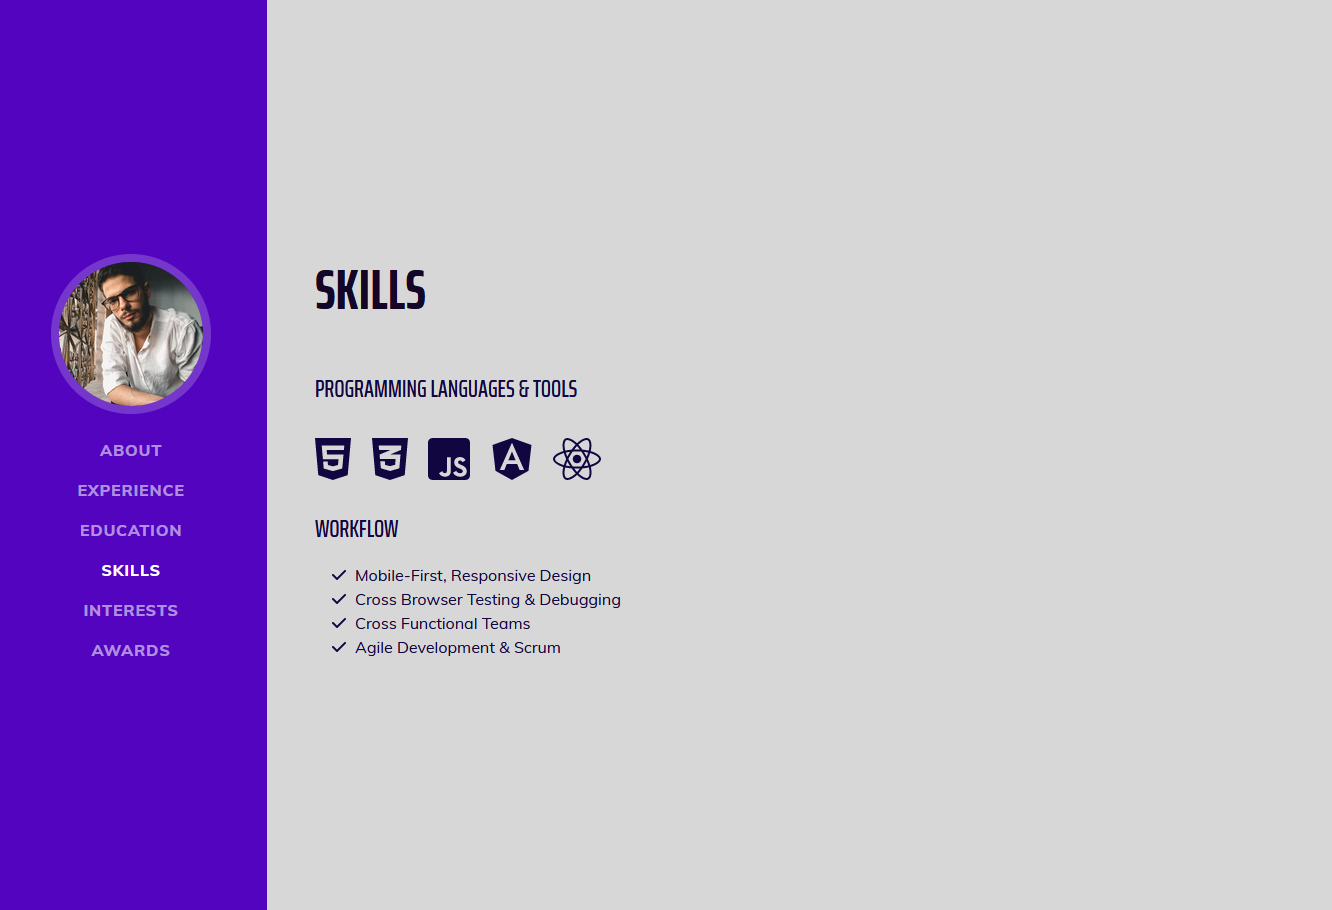 ABOUT
EXPERIENCE
EDUCATION
SKILLS
INTERESTS
AWARDS
SKILLS
PROGRAMMING LANGUAGES & TOOLS
5 3 JS A
WORKFLOW
Mobile-First, Responsive Design
Cross Browser Testing & Debugging
Cross Functional Teams
Agile Development & Scrum